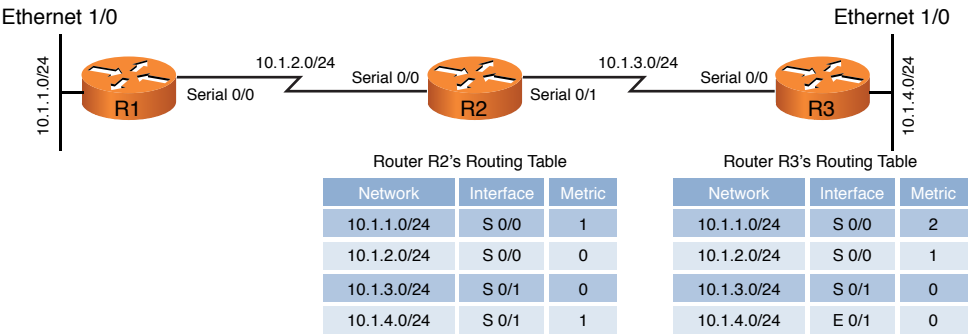 Ethernet 1/0
Ethernet 1/0
10.1.1.0/24
10.1.2.0/24
10.1.3.0/24
10.1.4.0/24
Serial 0/0
Serial 0/0
R1
Serial 0/0
R2
Serial 0/1
R3
Router R2's Routing Table
Network Interface Metric
10.1.1.0/24 S 0/0 1
10.1.2.0/24 S 0/0 0
10.1.3.0/24 S 0/1 0
10.1.4.0/24 S 0/1 1
Router R3's Routing Table
Network Interface Metric
10.1.1.0/24 S 0/0 2
10.1.2.0/24 S 0/0 1
10.1.3.0/24 S 0/1 0
10.1.4.0/24 E 0/1 0